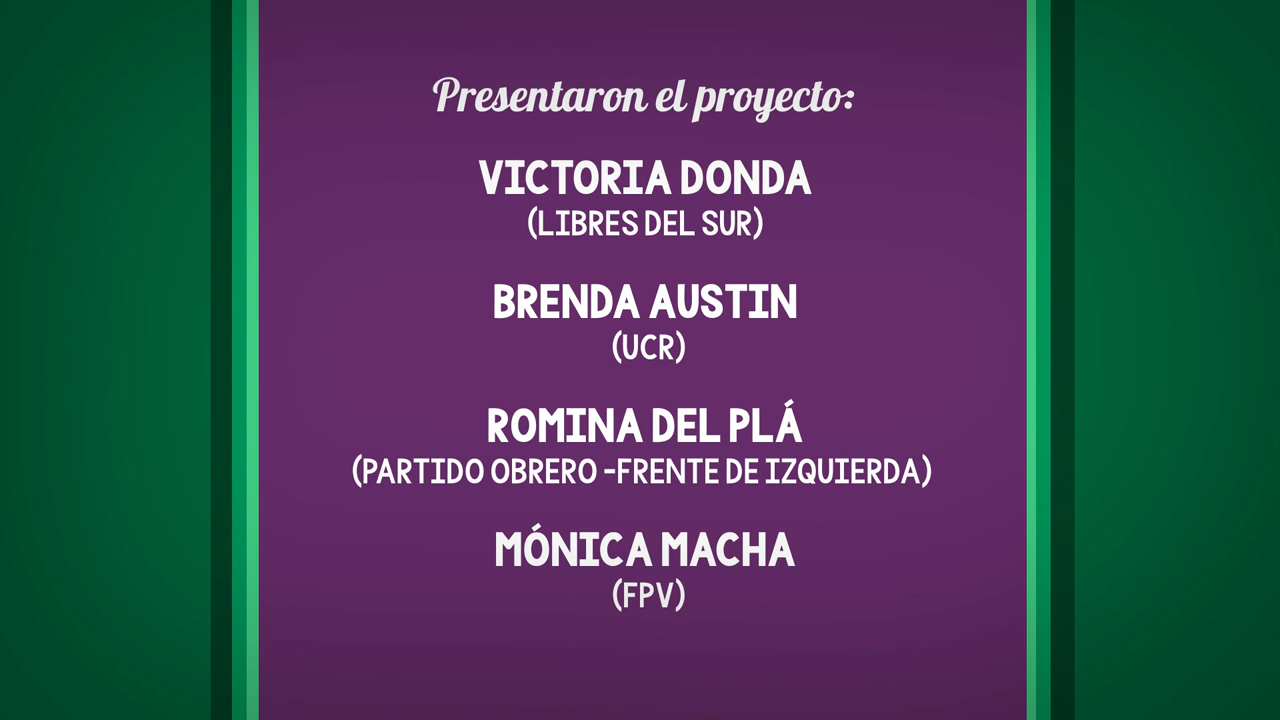 Presentaron el proyecto:
VICTORIA DONDA
(LIBRES DEL SUR)
BRENDA AUSTIN
(UCR)
ROMINA DEL PLÁ
(PARTIDO OBRERO -FRENTE DE IZQUIERDA)
MÓNICA MACHA
(FPV)